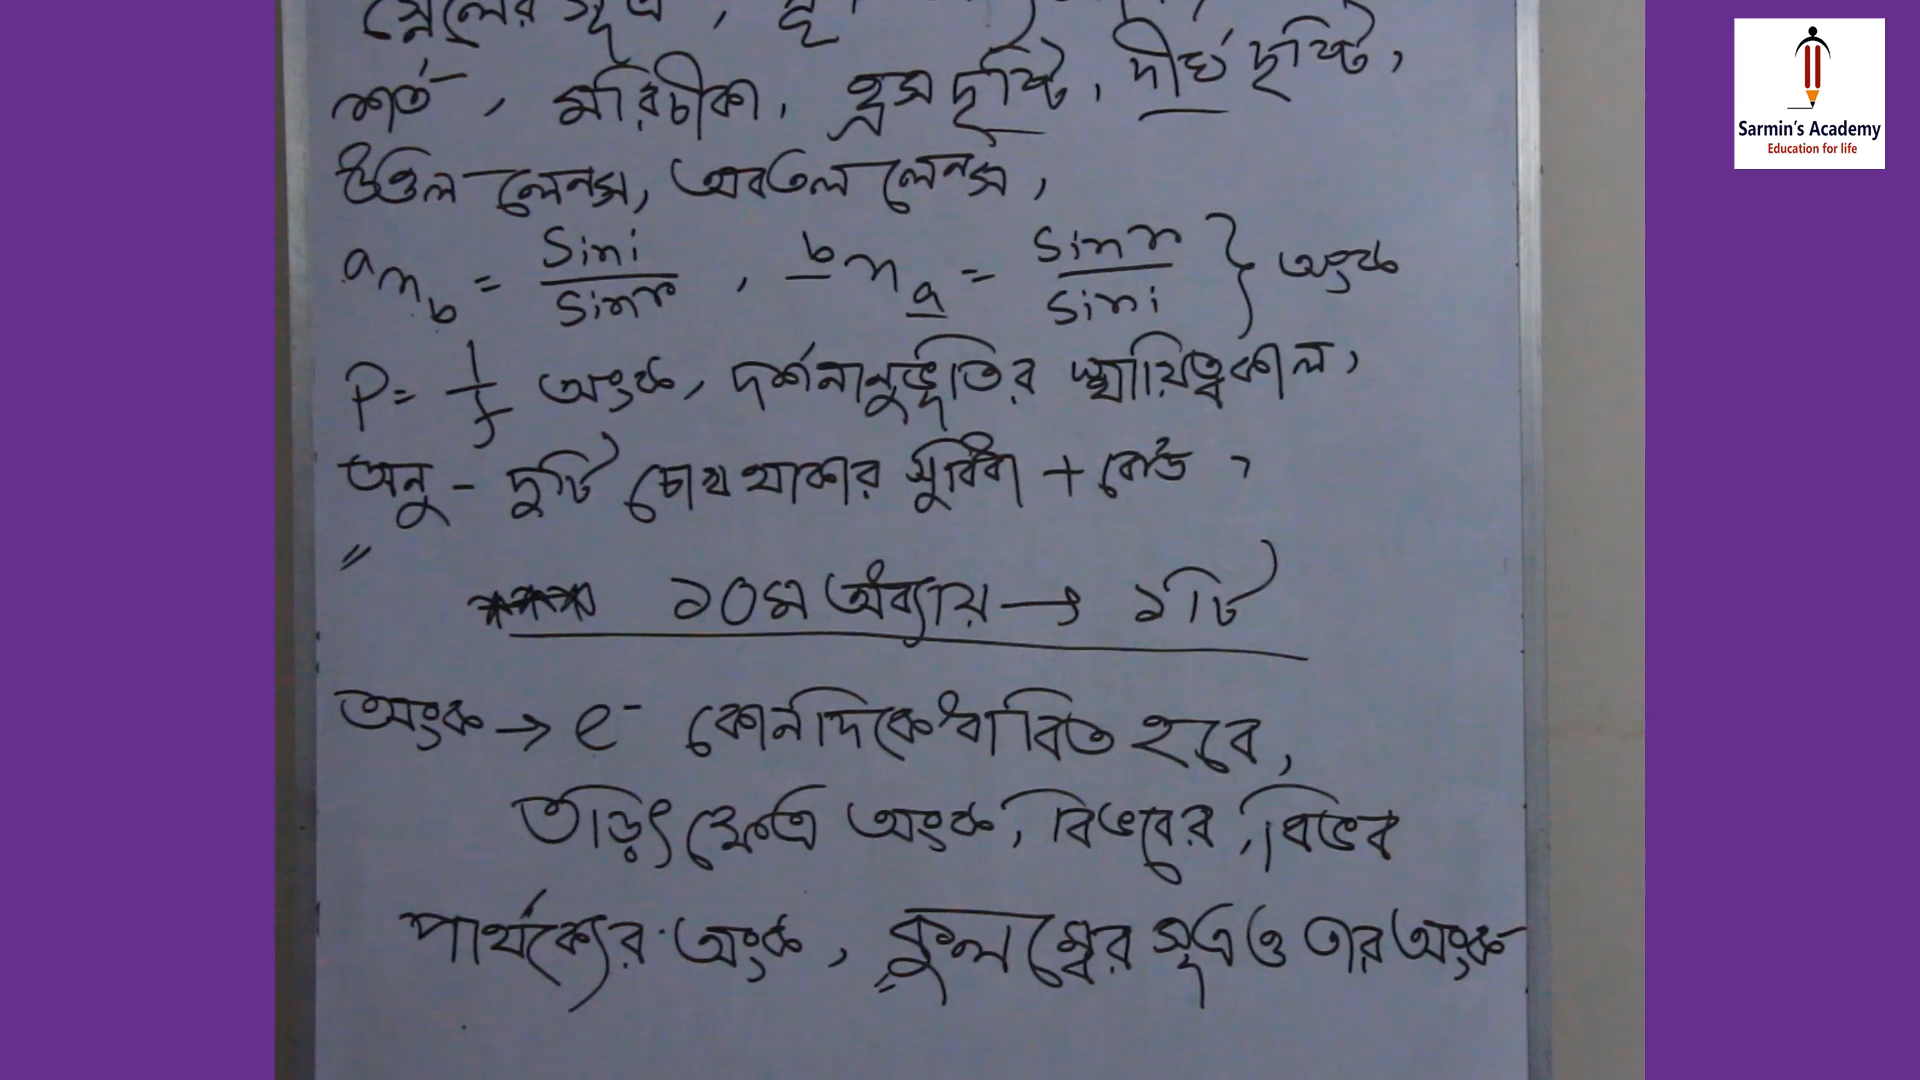 স্নেলের সূত্র,
শর্ত, মরিচীকা, হ্রস্ব দৃষ্টি, দীর্ঘ দৃষ্টি,
উত্তল লেন্স, অবতল লেন্স,
anb = Sini / Sinr , bna = Sinr / Sini } অংক
P = 1/f অংক, দর্শনানুভূতির স্থায়িত্বকাল,
অনু - দুটি চোখ থাকার সুবিধা + বোর্ড,
"
১০ম অধ্যায় → ১টি
অংক → e- কোনদিকে ধাবিত হবে,
তড়িৎ ক্ষেত্র অংক, বিভবের, বিভব
পার্থক্যের অংক, কুলম্বের সূত্র ও তার অংক
Sarmin's Academy
Education for life